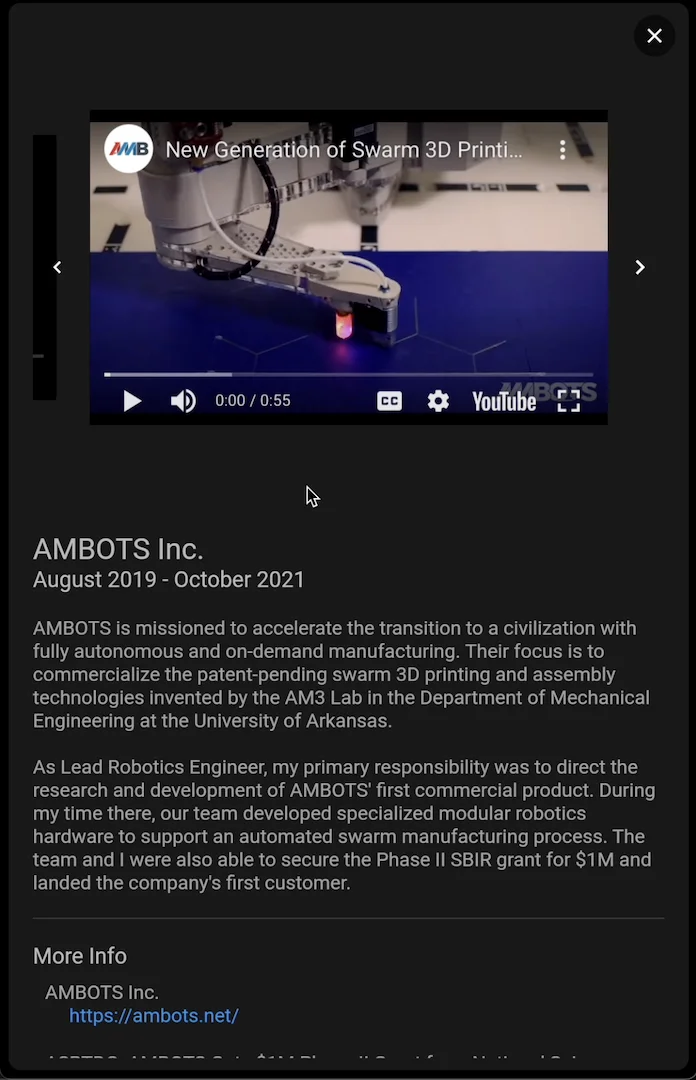 AMB New Generation of Swarm 3D Printi...
0:00 / 0:55 CC YouTube
AMBOTS
AMBOTS Inc.
August 2019 - October 2021
AMBOTS is missioned to accelerate the transition to a civilization with
fully autonomous and on-demand manufacturing. Their focus is to
commercialize the patent-pending swarm 3D printing and assembly
technologies invented by the AM3 Lab in the Department of Mechanical
Engineering at the University of Arkansas.
As Lead Robotics Engineer, my primary responsibility was to direct the
research and development of AMBOTS' first commercial product. During
my time there, our team developed specialized modular robotics
hardware to support an automated swarm manufacturing process. The
team and I were also able to secure the Phase II SBIR grant for $1M and
landed the company's first customer.
More Info
AMBOTS Inc.
https://ambots.net/